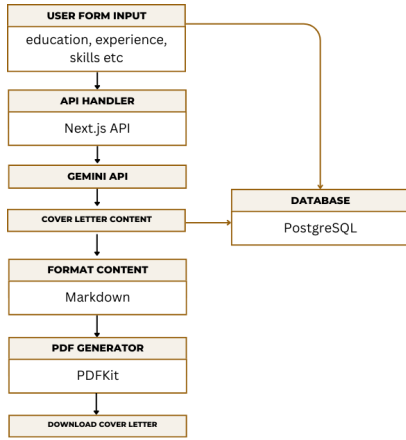 USER FORM INPUT
education, experience,
skills etc
API HANDLER
Next.js API
GEMINI API
COVER LETTER CONTENT
DATABASE
PostgreSQL
FORMAT CONTENT
Markdown
PDF GENERATOR
PDFKit
DOWNLOAD COVER LETTER